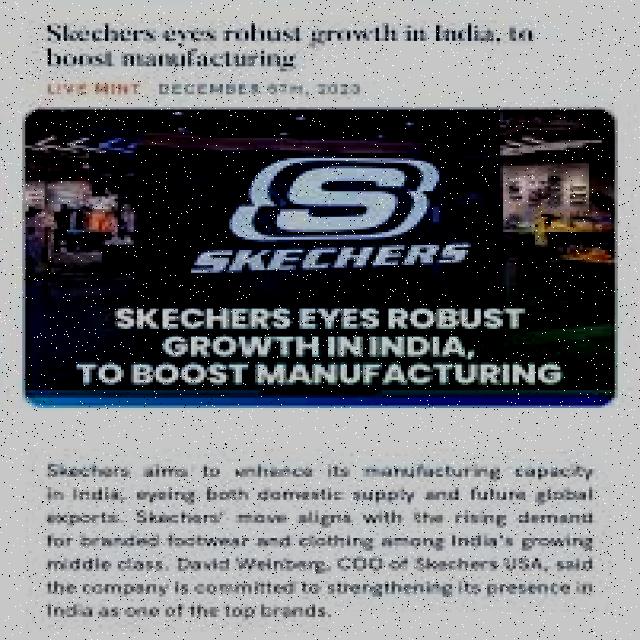 Skechers eyes robust growth in India, to
boost manufacturing
LIVE MINT DECEMBER 6TH, 2023
SKECHERS
SKECHERS EYES ROBUST
GROWTH IN INDIA,
TO BOOST MANUFACTURING
Skechers aims to enhance its manufacturing capacity
in India, eyeing both domestic supply and future global
exports. Skechers' move aligns with the rising demand
for branded footwear and clothing among India's growing
middle class. David Weinberg, COO of Skechers USA, said
the company is committed to strengthening its presence in
India as one of the top brands.